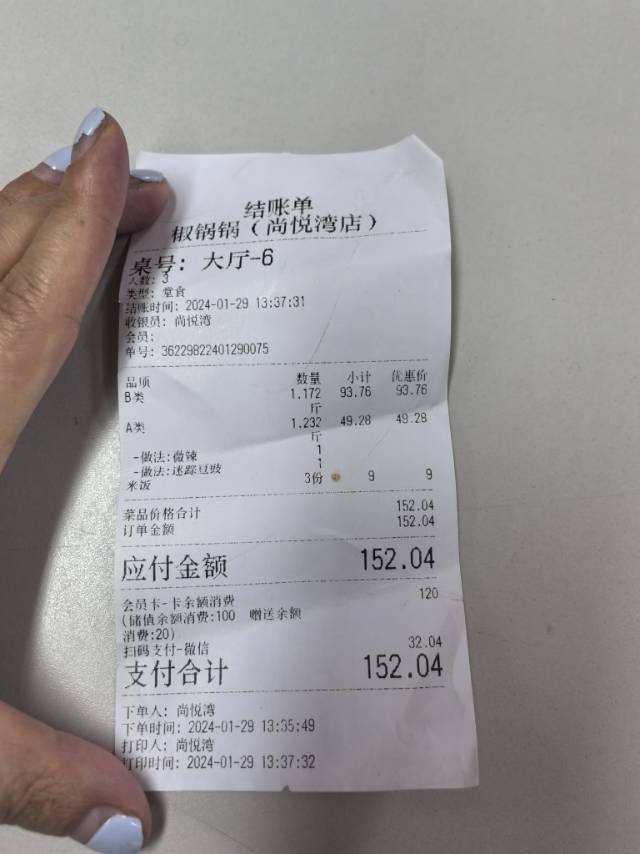 结账单
椒锅锅（尚悦湾店）
桌号：大厅-6
人数：3
类型：堂食
结账时间：2024-01-29 13:37:31
收银员：尚悦湾
会员：
单号：36229822401290075
品项 数量 小计 优惠价
B类 1.172 93.76 93.76
斤
A类 1.232 49.28 49.28
斤
-做法：微辣 1
-做法：迷踪豆豉 1
米饭 3份 9 9
菜品价格合计 152.04
订单金额 152.04
应付金额 152.04
会员卡-卡余额消费 120
(储值余额消费:100 赠送余额
消费:20)
扫码支付-微信 32.04
支付合计 152.04
下单人：尚悦湾
下单时间：2024-01-29 13:35:49
打印人：尚悦湾
打印时间：2024-01-29 13:37:32